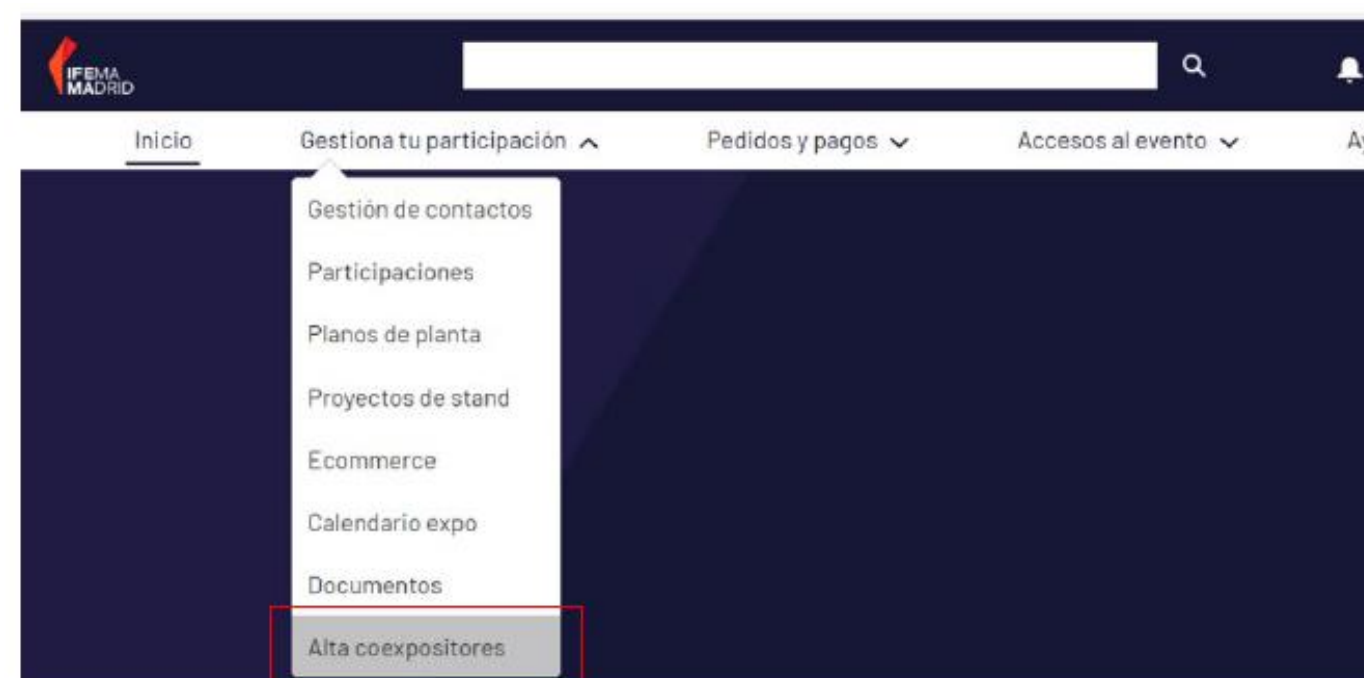 IFEMA
MADRID
Inicio
Gestiona tu participación
Pedidos y pagos
Accesos al evento
Gestión de contactos
Participaciones
Planos de planta
Proyectos de stand
Ecommerce
Calendario expo
Documentos
Alta coexpositores